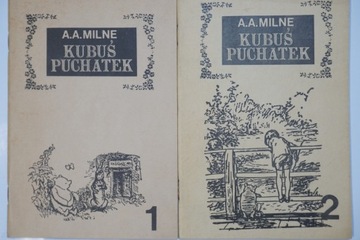 A.A.MILNE
KUBUŚ
PUCHATEK
1
A.A.MILNE
KUBUŚ
PUCHATEK
2